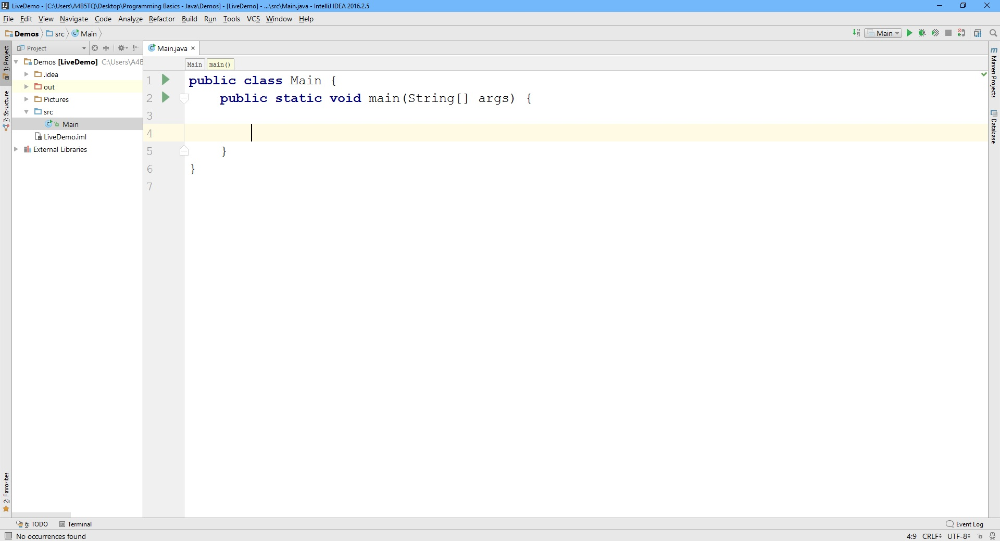 LiveDemo - [C:\Users\A4B5TQ\Desktop\Programming Basics - Java\Demos] - [LiveDemo] - ...\src\Main.java - IntelliJ IDEA 2016.2.5
File Edit View Navigate Code Analyze Refactor Build Run Tools VCS Window Help
Demos src Main
Main
1: Project
7: Structure
2: Favorites
Project
Demos [LiveDemo] C:\Users\A4B
.idea
out
Pictures
src
Main
LiveDemo.iml
External Libraries
Main.java
Main main()
1 public class Main {
2 public static void main(String[] args) {
3
4
5 }
6 }
7
Maven Projects
Database
6: TODO Terminal
Event Log
No occurrences found
4:9 CRLF UTF-8